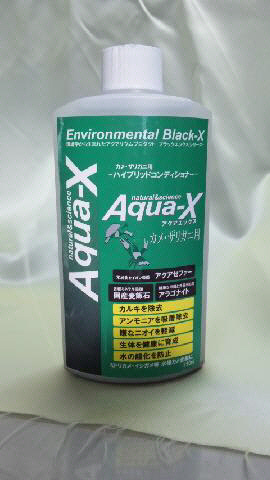 Environmental Black-X
カメ・ザリガニ用
ハイブリッドコンディショナー
natural&science
Aqua-X
アクアエックス
カメ・ザリガニ用
natural&science
Aqua-X
アクアゼファー
国産麦飯石
アラゴナイト
カルキを除去
アンモニアを吸着除去
嫌なニオイを軽減
生体を健康に育成
水の酸化を防止